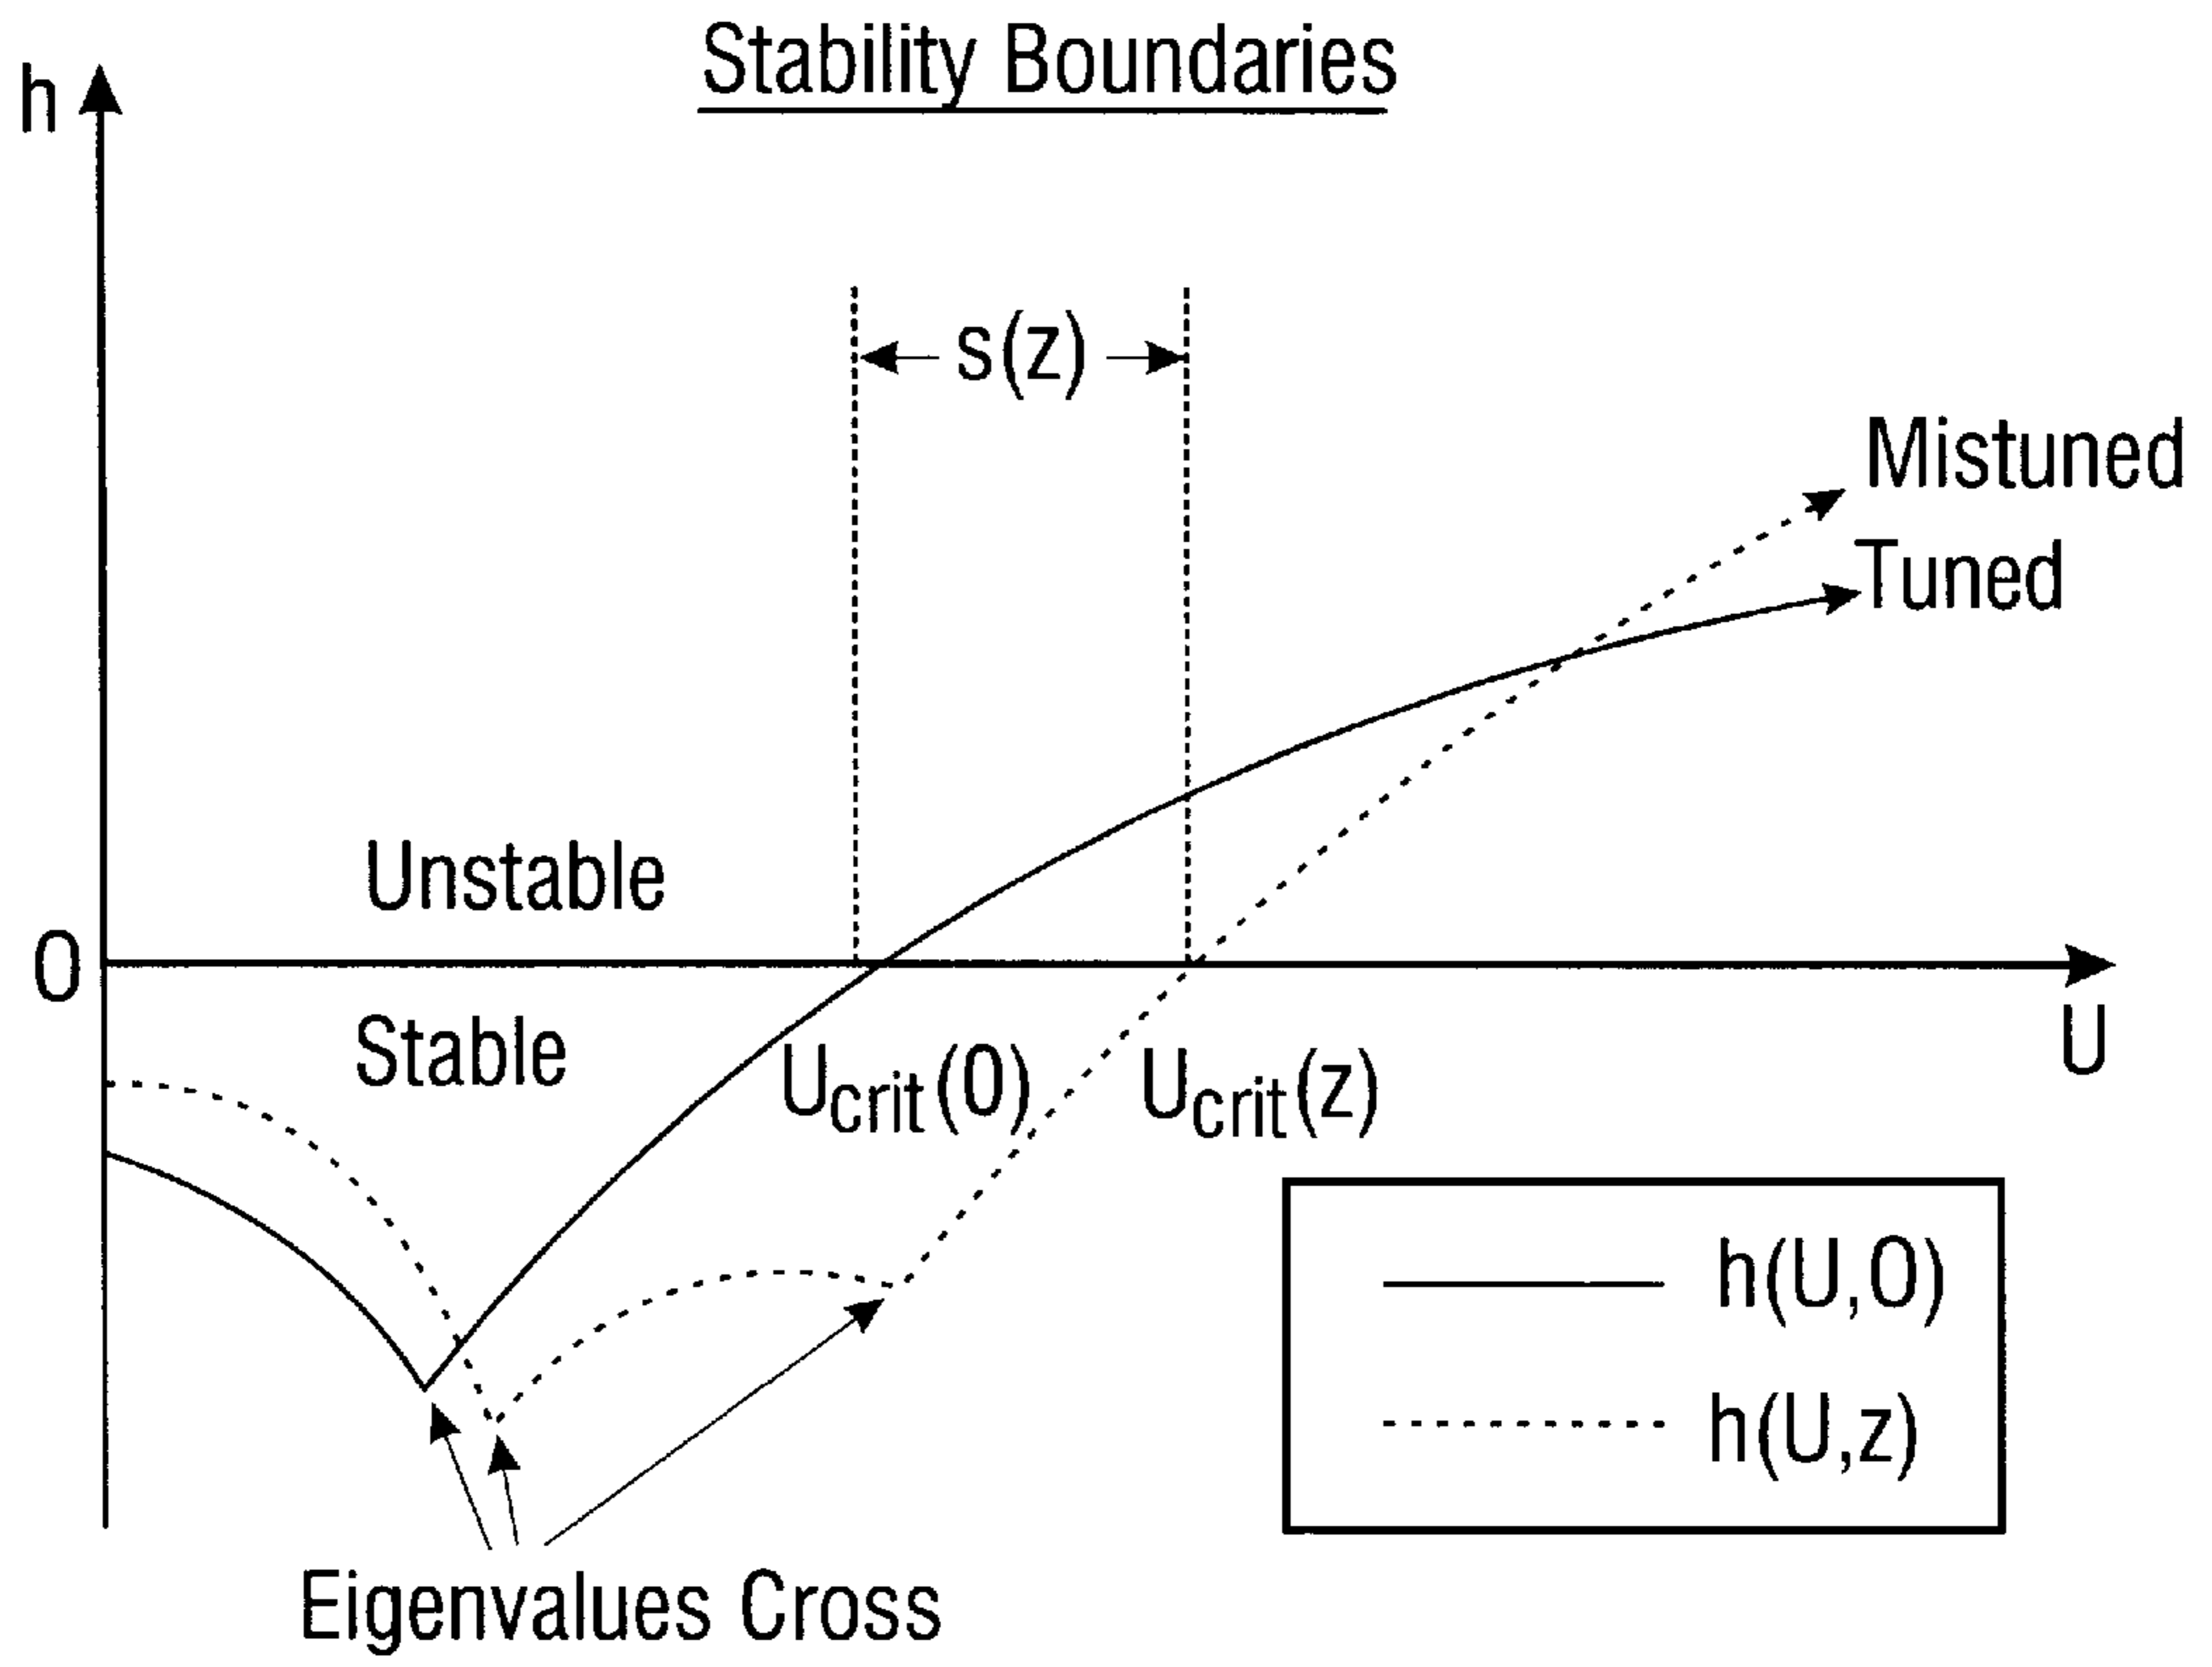 Stability Boundaries
h
s(z)
Mistuned
Tuned
Unstable
0
Stable
U
Ucrit(0)
Ucrit(z)
h(U,0)
h(U,z)
Eigenvalues Cross